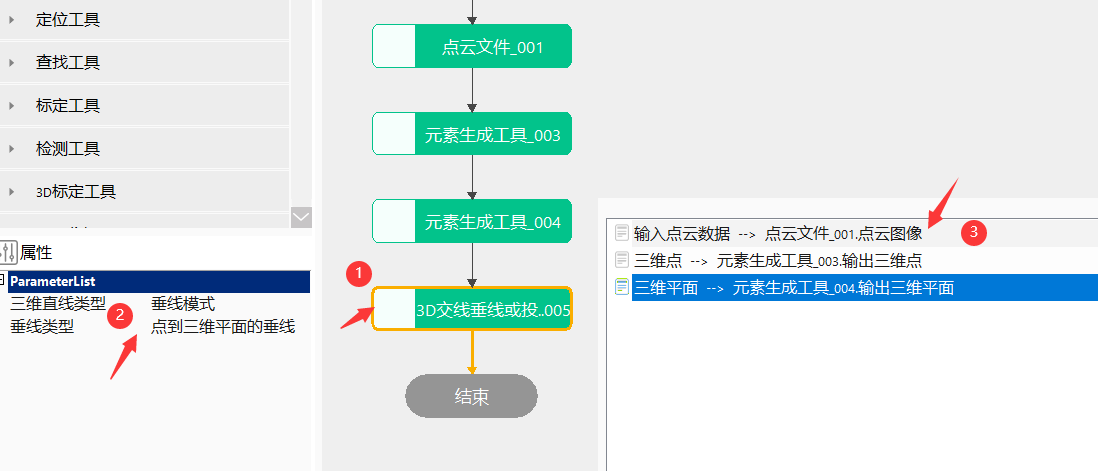 定位工具
查找工具
标定工具
检测工具
3D标定工具
属性
ParameterList
三维直线类型 垂线模式
垂线类型 点到三维平面的垂线
2
点云文件_001
元素生成工具_003
元素生成工具_004
1
3D交线垂线或投..005
结束
3
输入点云数据 --> 点云文件_001.点云图像
三维点 --> 元素生成工具_003.输出三维点
三维平面 --> 元素生成工具_004.输出三维平面